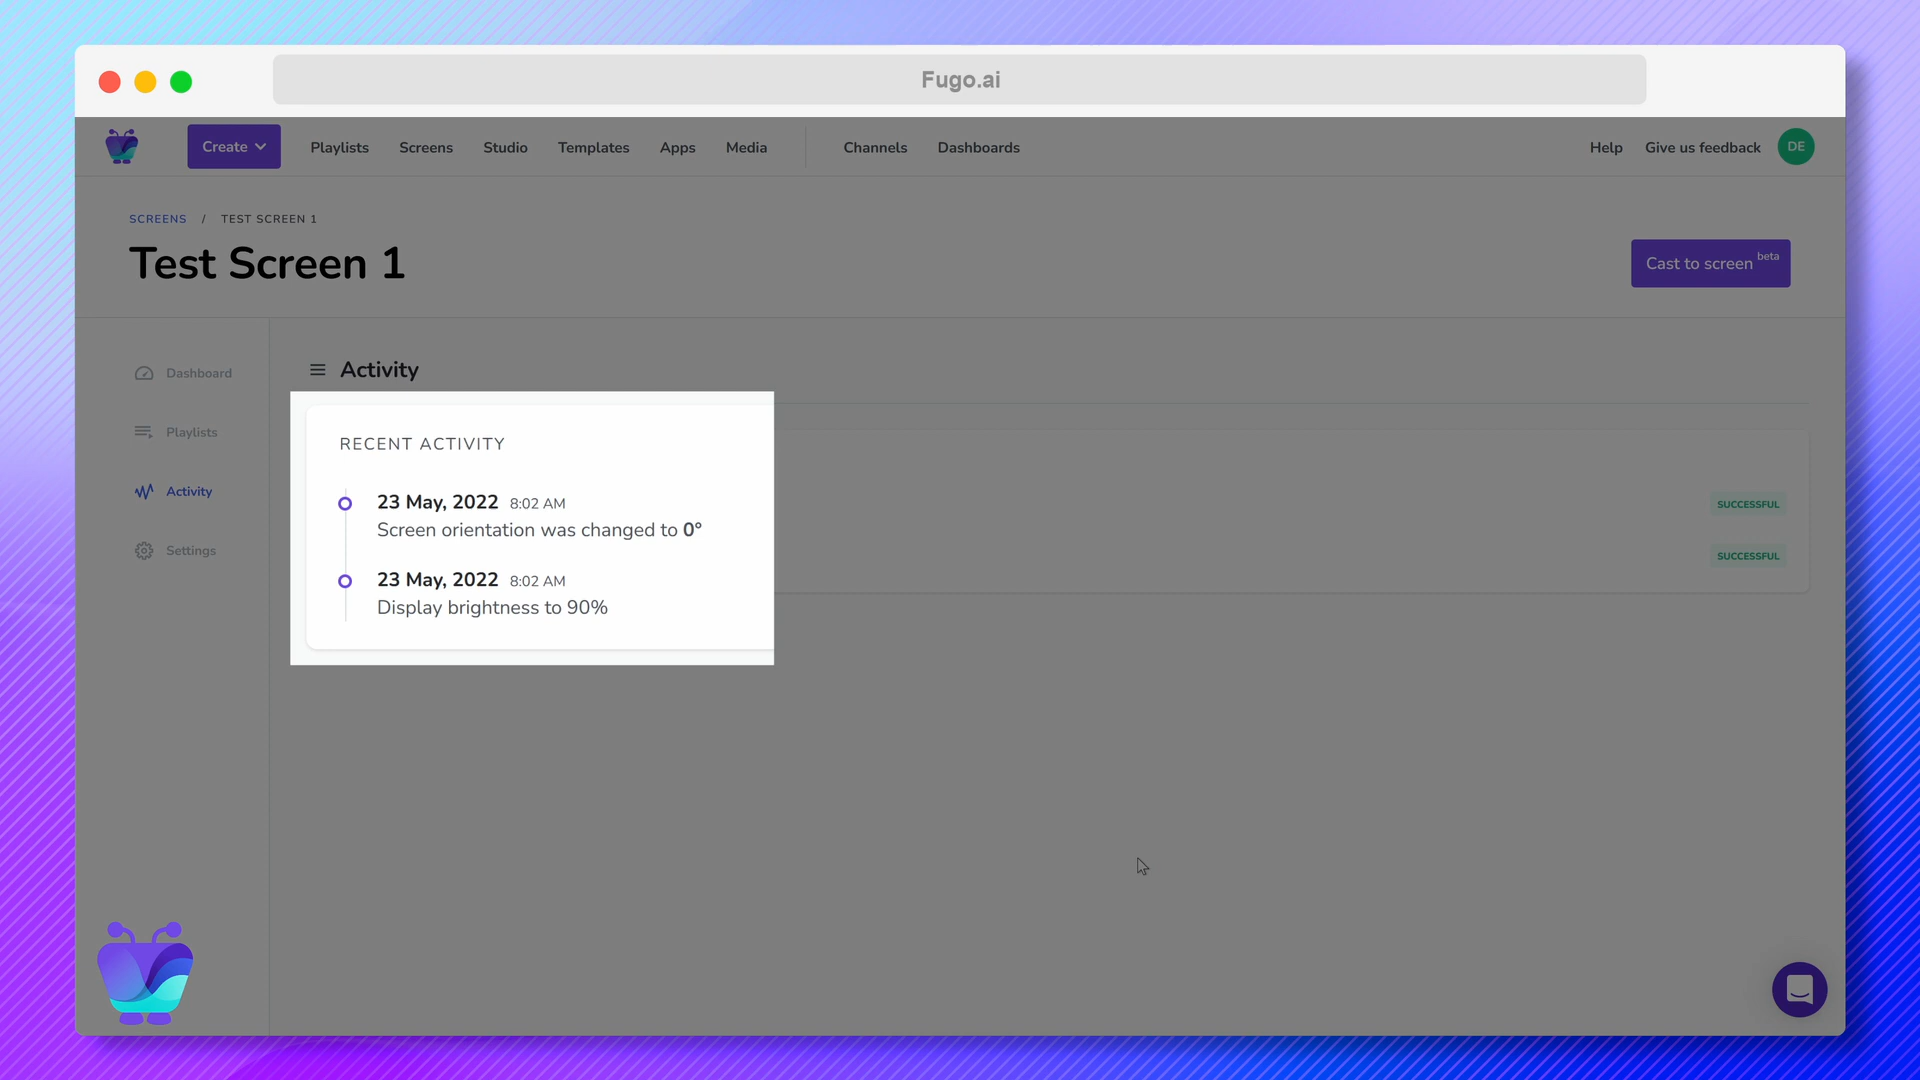 Fugo.ai
Create Playlists Screens Studio Templates Apps Media Channels Dashboards Help Give us feedback DE
SCREENS / TEST SCREEN 1
Test Screen 1
Cast to screen beta
Dashboard
Playlists
Activity
Settings
Activity
RECENT ACTIVITY
23 May, 2022 8:02 AM
Screen orientation was changed to 0°
SUCCESSFUL
23 May, 2022 8:02 AM
Display brightness to 90%
SUCCESSFUL